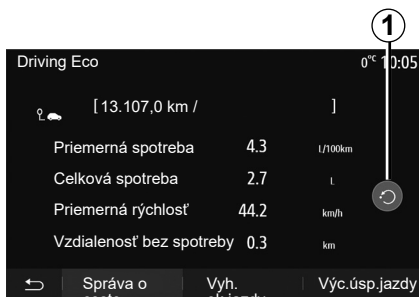 1
Driving Eco 0°C 10:05
[ 13.107,0 km / ]
Priemerná spotreba 4.3 L/100km
Celková spotreba 2.7 L
Priemerná rýchlosť 44.2 km/h
Vzdialenosť bez spotreby 0.3 km
Správa o Vyh. Výc.úsp.jazdy